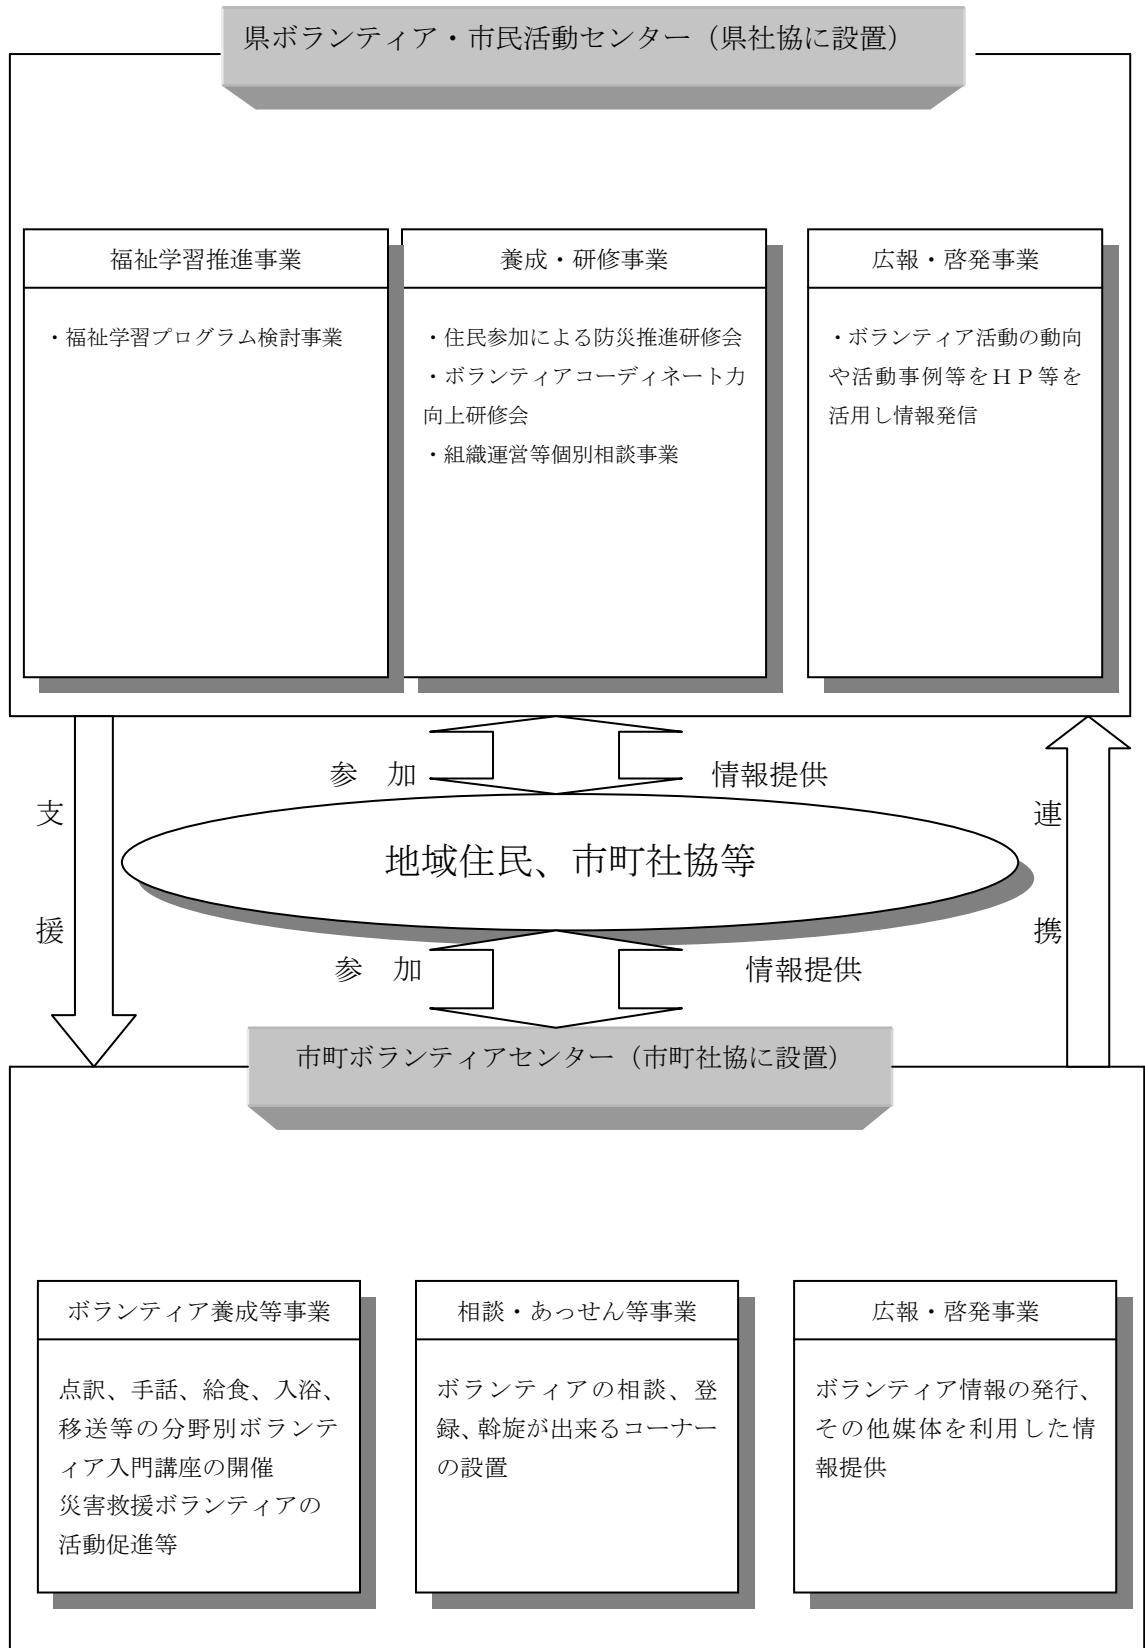 県ボランティア・市民活動センター（県社協に設置）
福祉学習推進事業
・福祉学習プログラム検討事業
養成・研修事業
・住民参加による防災推進研修会
・ボランティアコーディネート力
向上研修会
・組織運営等個別相談事業
広報・啓発事業
・ボランティア活動の動向
や活動事例等をＨＰ等を
活用し情報発信
参　加
情報提供
支
援
地域住民、市町社協等
連
携
参　加
情報提供
市町ボランティアセンター（市町社協に設置）
ボランティア養成等事業
点訳、手話、給食、入浴、
移送等の分野別ボランテ
ィア入門講座の開催
災害救援ボランティアの
活動促進等
相談・あっせん等事業
ボランティアの相談、登
録、斡旋が出来るコーナー
の設置
広報・啓発事業
ボランティア情報の発行、
その他媒体を利用した情
報提供